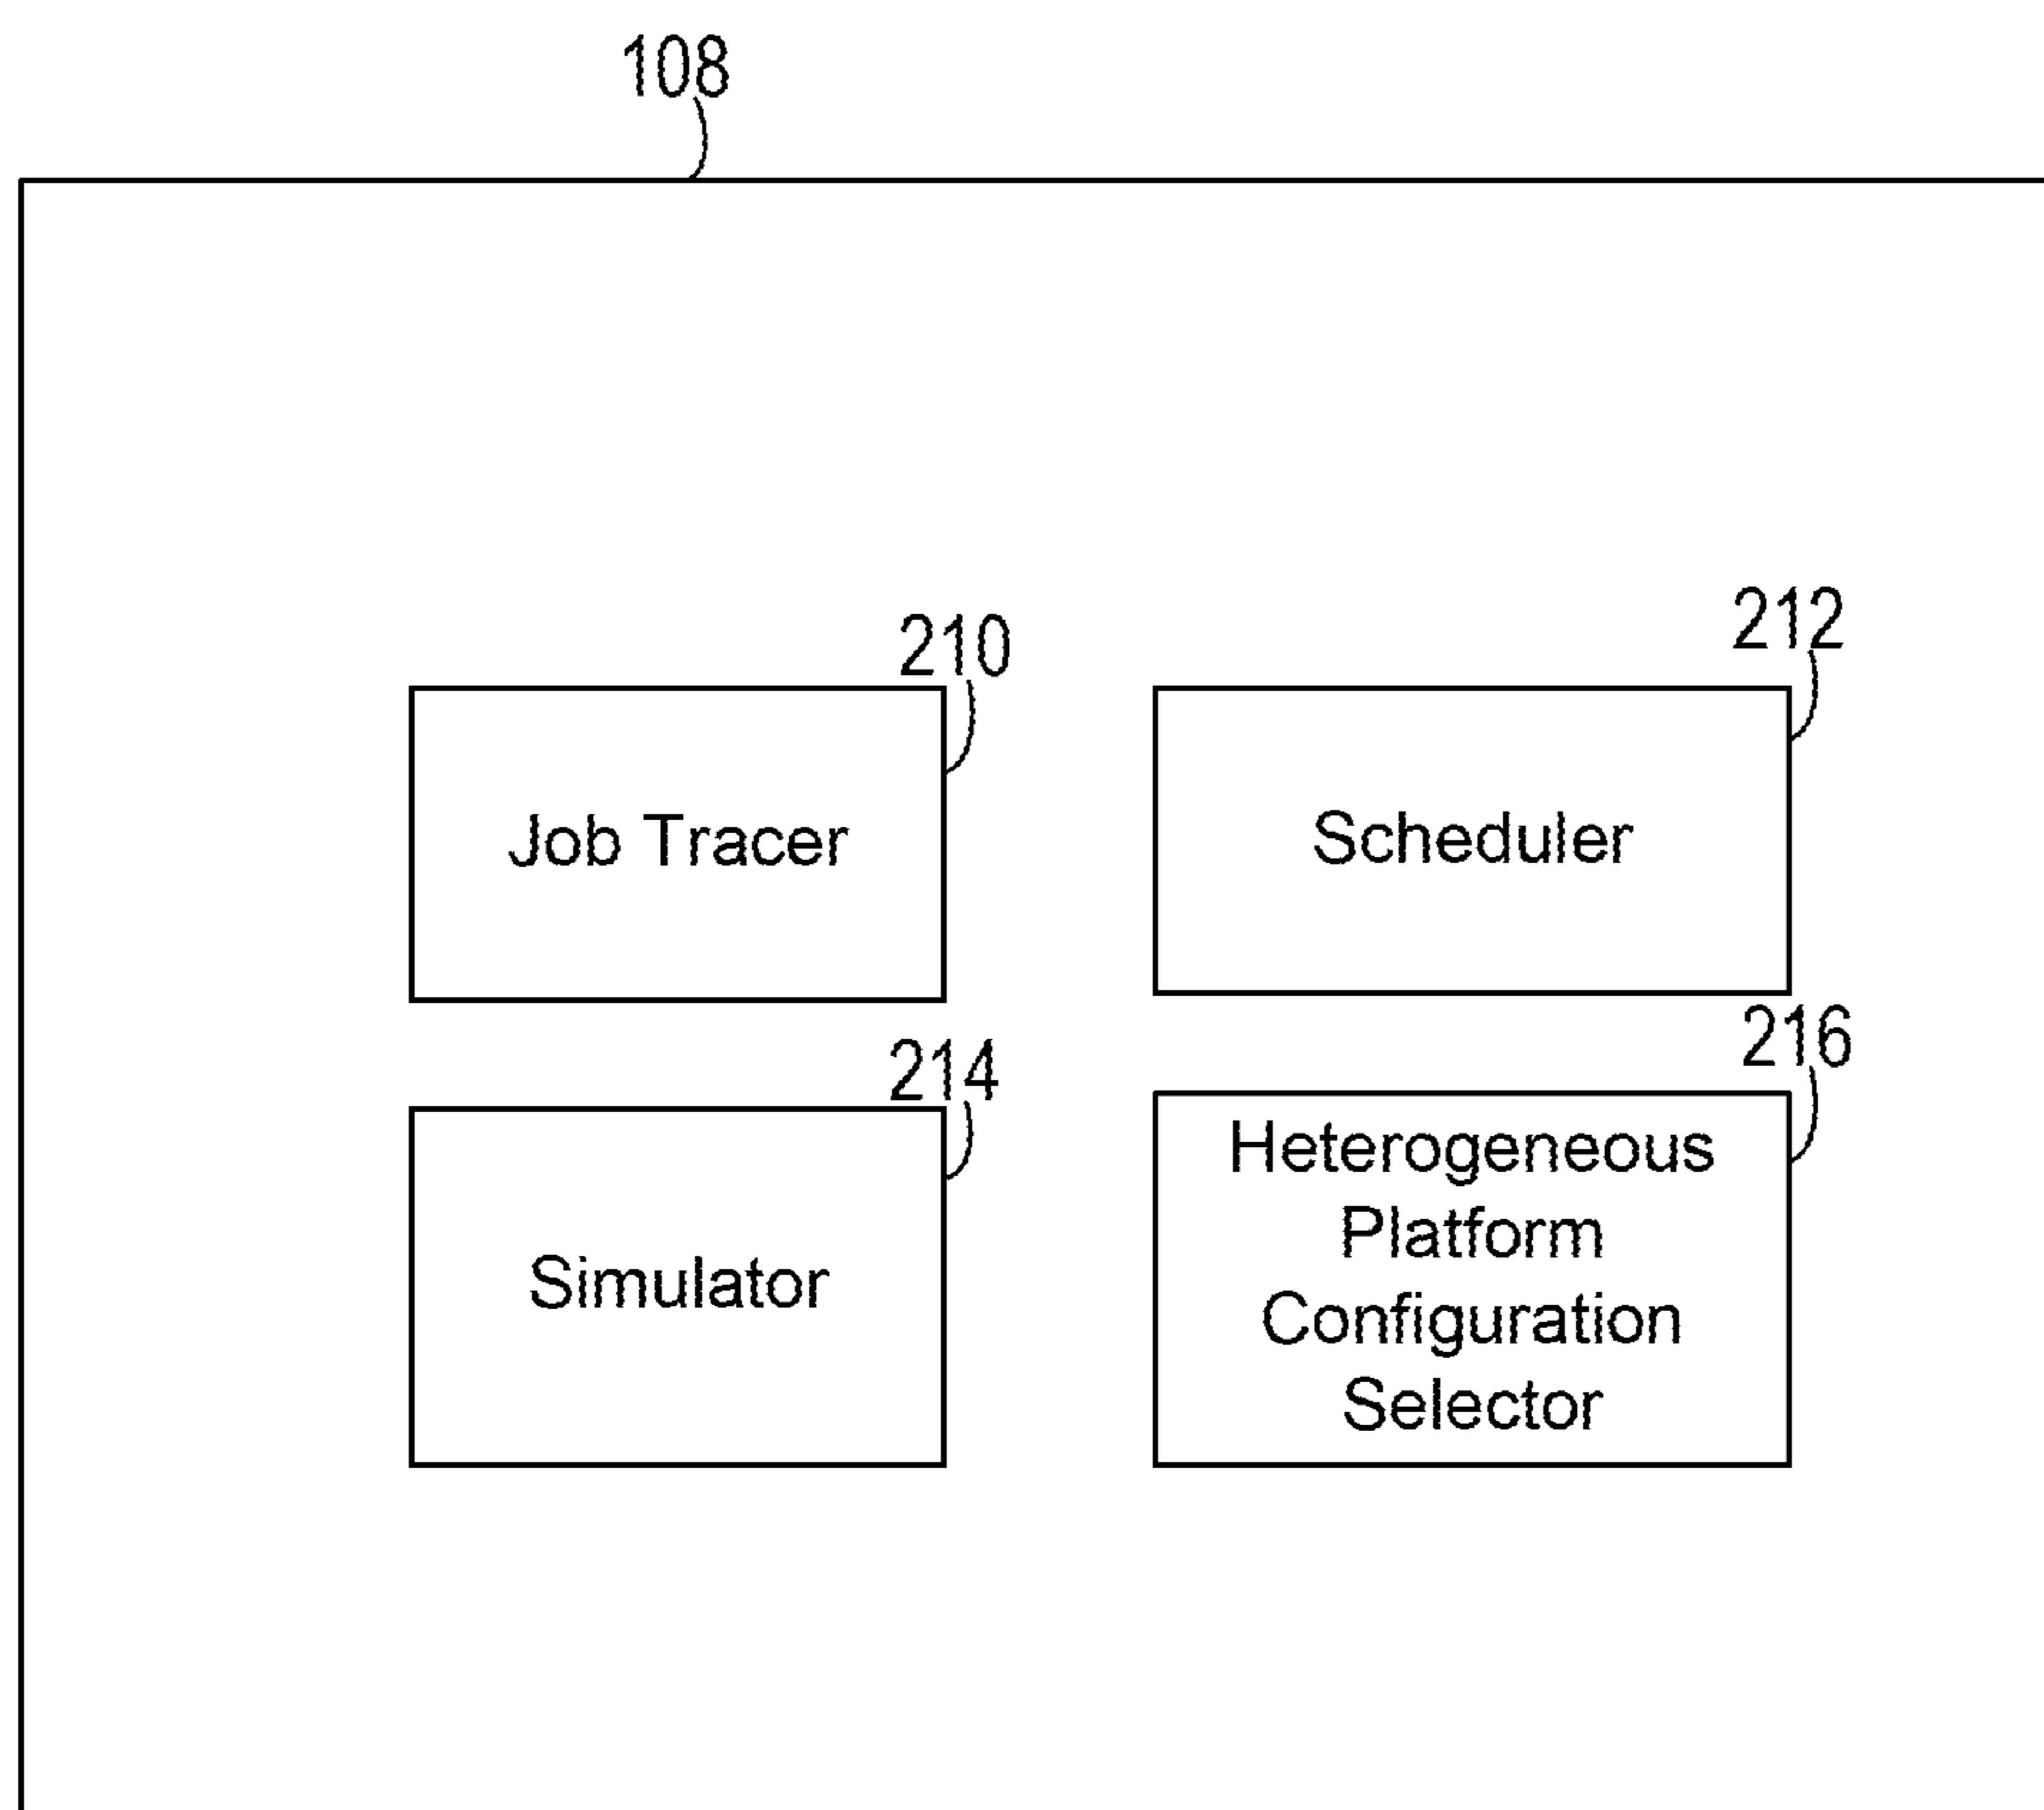 108
210
212
Job Tracer
Scheduler
214
216
Simulator
Heterogeneous
Platform
Configuration
Selector